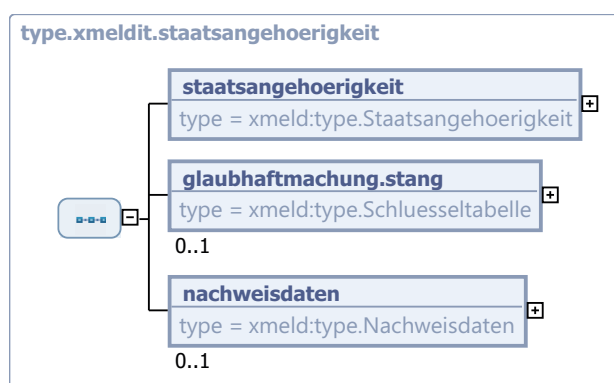 type.xmeldit.staatsangehoerigkeit
staatsangehoerigkeit
type = xmeld:type.Staatsangehoerigkeit
glaubhaftmachung.stang
type = xmeld:type.Schluesseltabelle
0..1
nachweisdaten
type = xmeld:type.Nachweisdaten
0..1